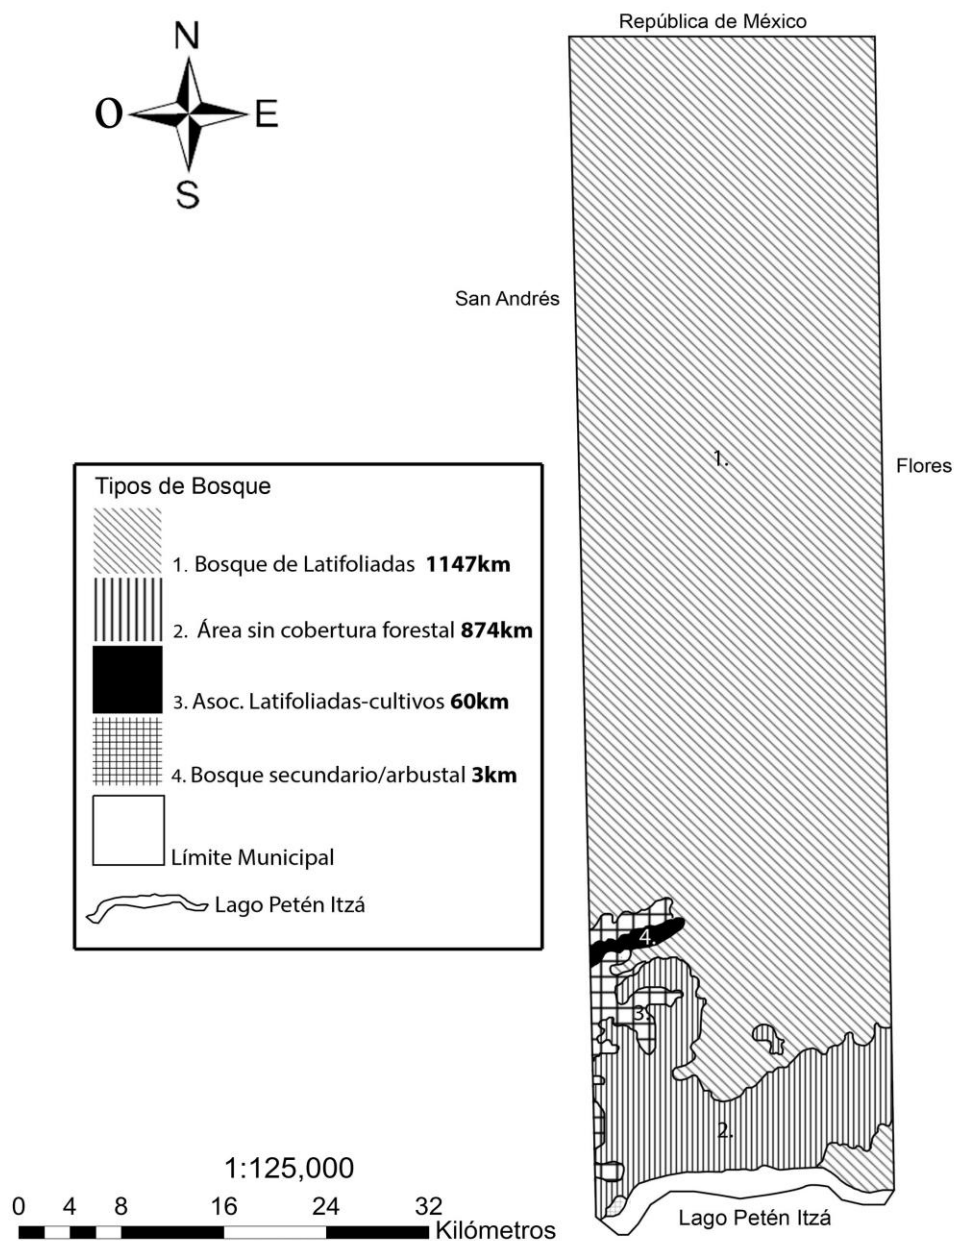 República de México
N
O
E
S
San Andrés
1.
Flores
Tipos de Bosque
1. Bosque de Latifoliadas 1147km
2. Área sin cobertura forestal 874km
3. Asoc. Latifoliadas-cultivos 60km
4. Bosque secundario/arbustal 3km
Límite Municipal
Lago Petén Itzá
4.
3.
2.
1:125,000
0 4 8 16 24 32
Kilómetros
Lago Petén Itzá